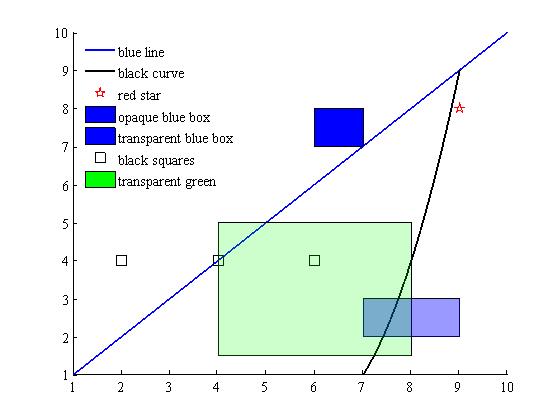 10
9
8
7
6
5
4
3
2
1
blue line
black curve
red star
opaque blue box
transparent blue box
black squares
transparent green
1 2 3 4 5 6 7 8 9 10